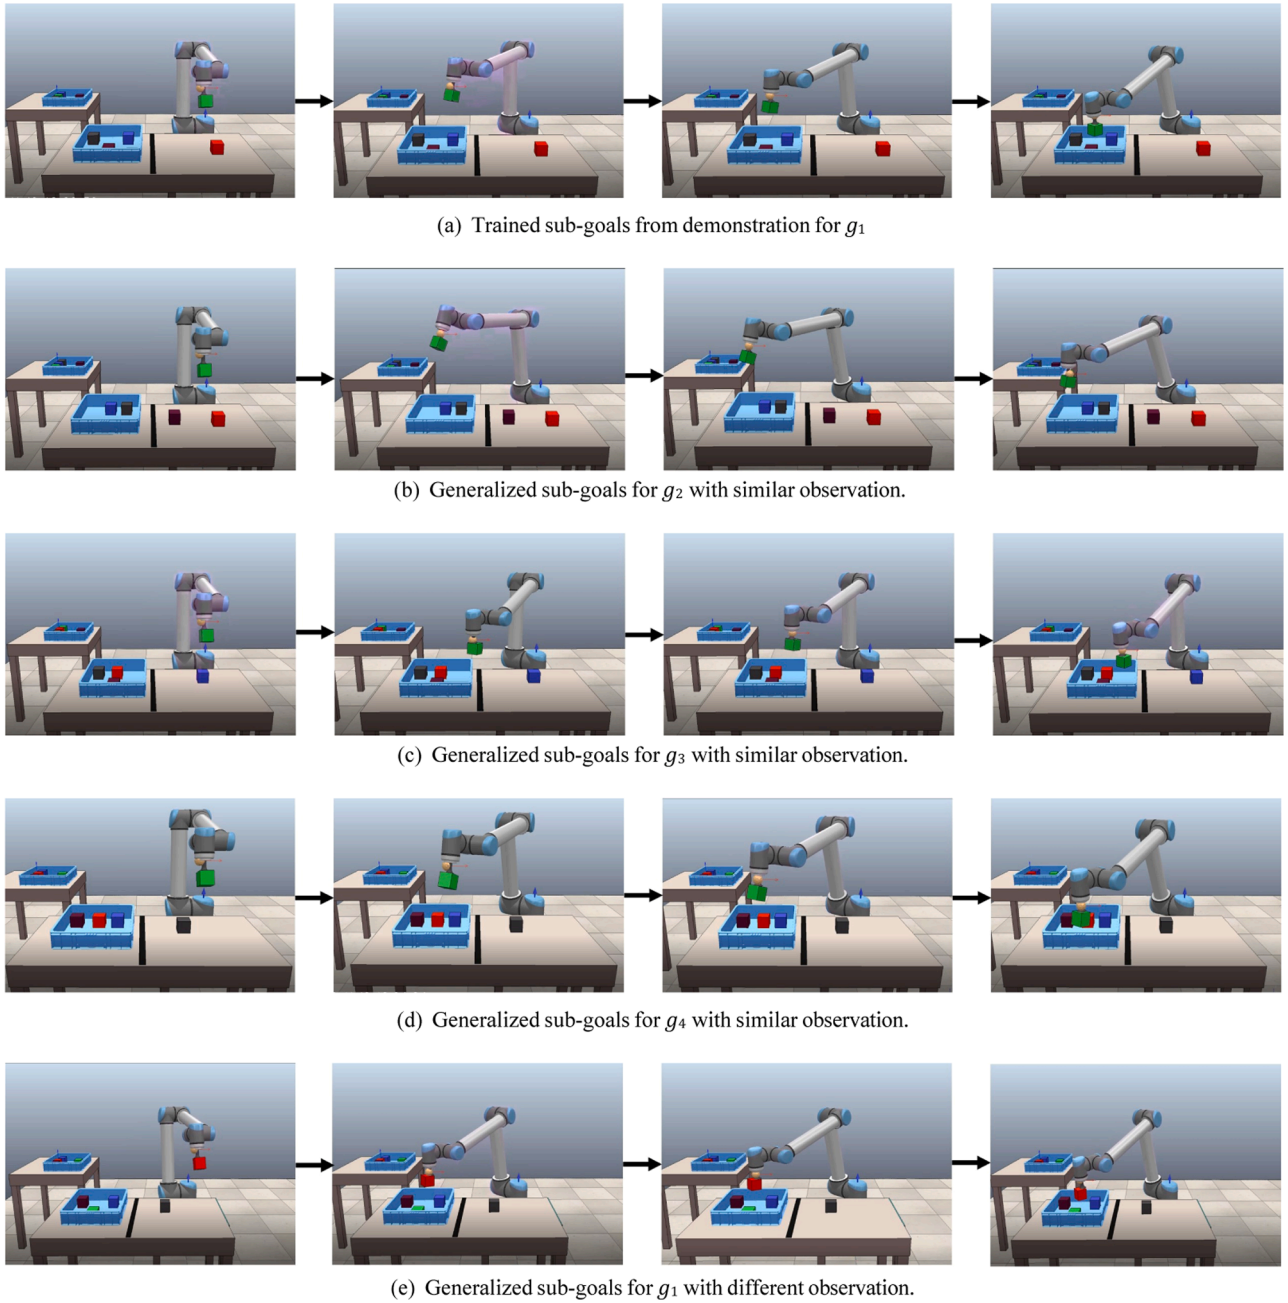 (a) Trained sub-goals from demonstration for g1
(b) Generalized sub-goals for g2 with similar observation.
(c) Generalized sub-goals for g3 with similar observation.
(d) Generalized sub-goals for g4 with similar observation.
(e) Generalized sub-goals for g1 with different observation.